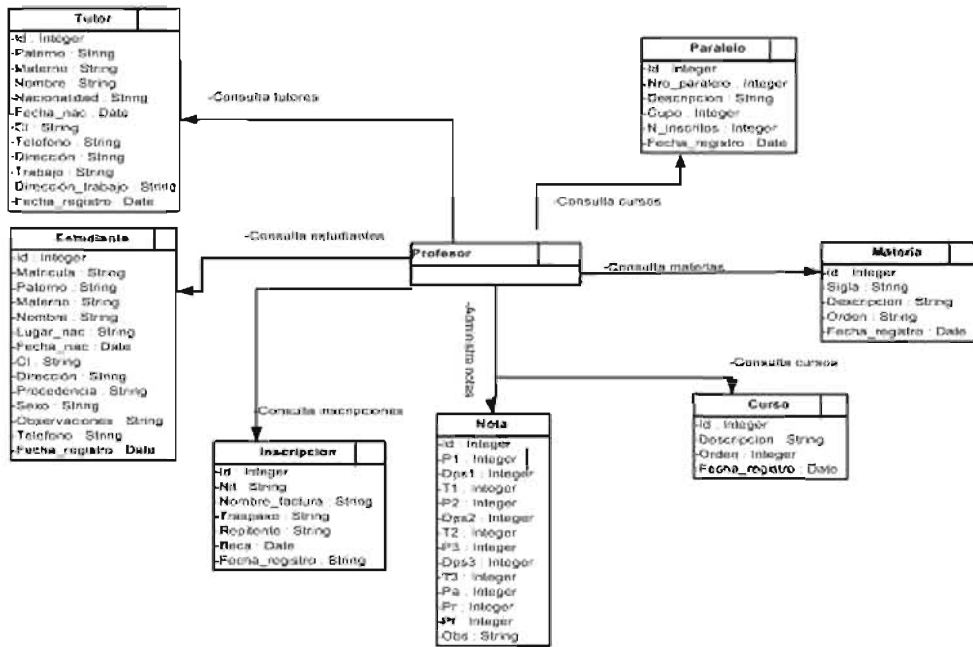 Tutor
-Id : Integer
-Paterno : String
-Materno : String
-Nombre : String
-Nacionalidad : String
-Fecha_nac : Date
-CI : String
-Telefono : String
-Dirección : String
-Trabajo : String
Dirección_trabajo : String
-Fecha_registro : Date
-Consulta tutores
Paralelo
-Id : Integer
-Nro_paralelo : Integer
-Descripcion : String
-Cupo : Integer
-N_inscritos : Integer
-Fecha_registro : Date
-Consulta cursos
Estudiante
-Id : Integer
-Matricula : String
-Paterno : String
-Materno : String
-Nombre : String
-Lugar_nac : String
-Fecha_nac : Date
-CI : String
-Dirección : String
-Procedencia : String
-Sexo : String
-Observaciones : String
-Telefono : String
-Fecha_registro : Date
-Consulta estudiantes
Profesor
-Consulta materias
Materia
-Id : Integer
-Sigla : String
-Descripcion : String
-Orden : String
-Fecha_registro : Date
-Consulta inscripciones
Inscripcion
-Id : Integer
-Nit : String
-Nombre_factura : String
-Traspaso : String
-Repitente : String
-Beca : Date
-Fecha_registro : String
-Administra notas
Nota
-Id : Integer
-P1 : Integer
-Dps1 : Integer
-T1 : Integer
-P2 : Integer
-Dps2 : Integer
-T2 : Integer
-P3 : Integer
-Dps3 : Integer
-T3 : Integer
-Pa : Integer
-Pr : Integer
-Pf : Integer
-Obs : String
-Consulta cursos
Curso
-Id : Integer
-Descripcion : String
-Orden : Integer
-Fecha_registro : Date